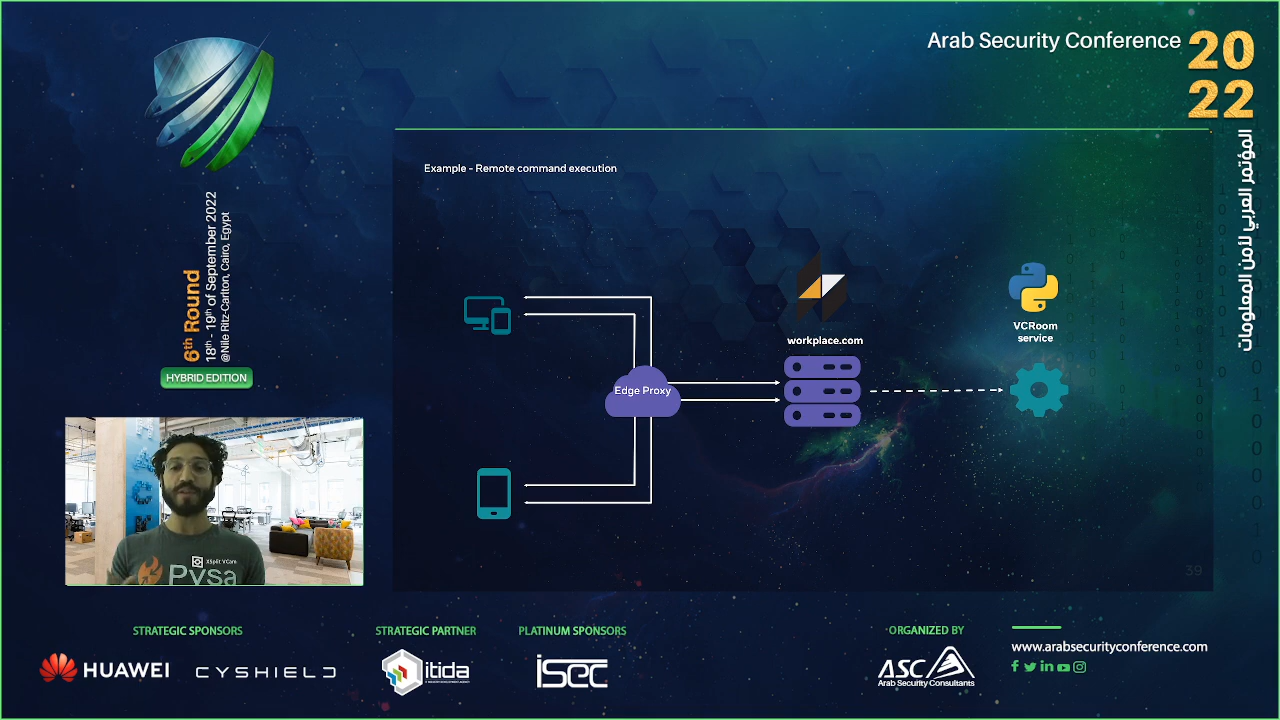 Arab Security Conference
20
22
المؤتمر العربي لأمن المعلومات
6th Round
18th - 19th of September 2022
@Nile Ritz-Carlton, Cairo, Egypt
HYBRID EDITION
Example - Remote command execution
Edge Proxy
workplace.com
VCRoom
service
39
XSplit VCam
Pysa
STRATEGIC SPONSORS
HUAWEI
CYSHIELD
STRATEGIC PARTNER
itida
PLATINUM SPONSORS
isec
ORGANIZED BY
ASC
Arab Security Consultants
www.arabsecurityconference.com